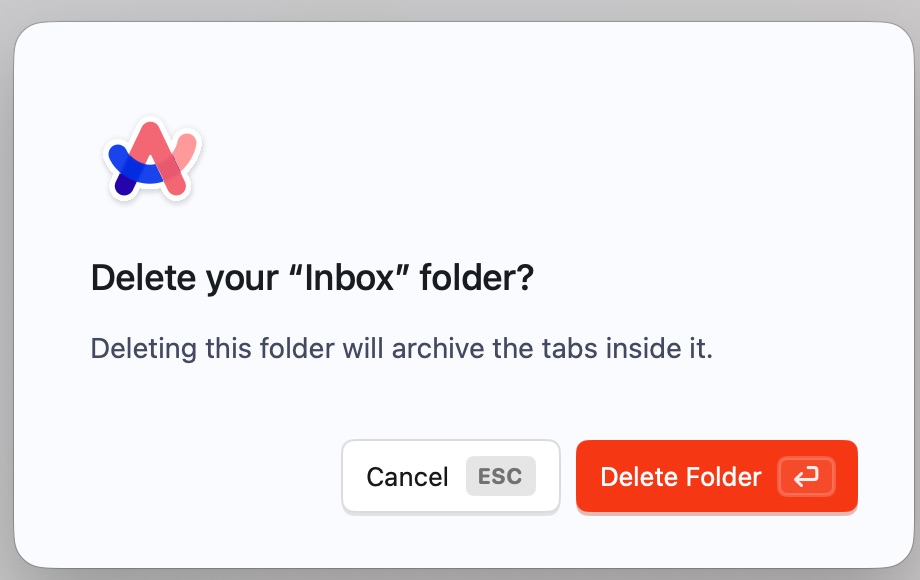 Delete your “Inbox” folder?
Deleting this folder will archive the tabs inside it.
Cancel ESC Delete Folder